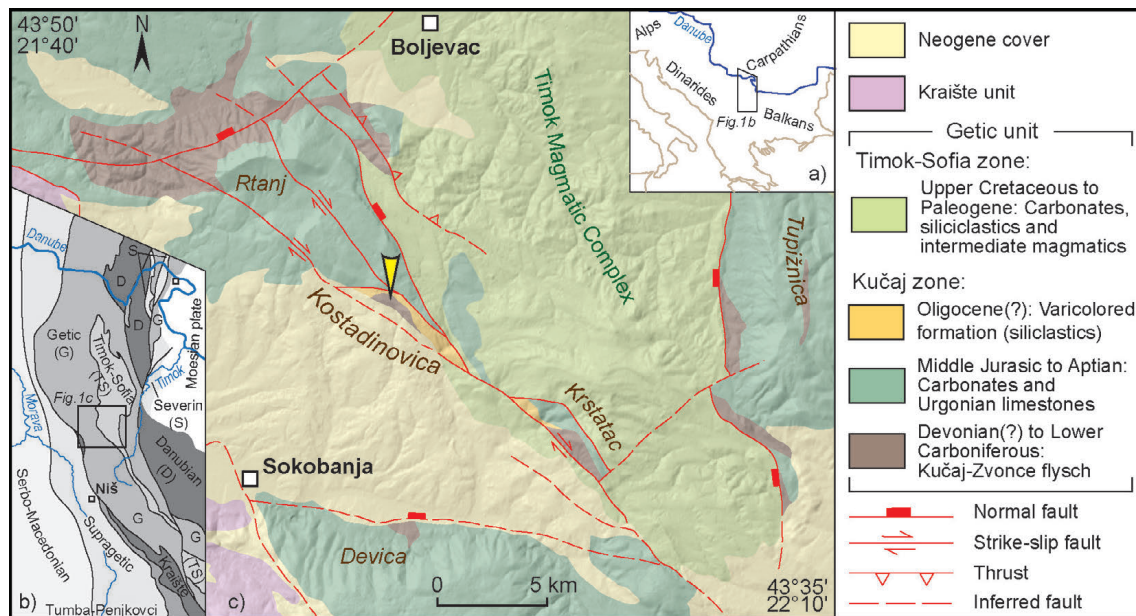 43°50'
21°40'
N
Boljevac
Rtanj
Timok Magmatic Complex
Tupižnica
Kostadinovica
Krstatac
Sokobanja
Devica
0 5 km
43°35'
22°10'
c)
Alps
Danube
Carpathians
Dinarides
Fig.1b
Balkans
a)
Danube
S
D
D
G
Getic
(G)
Timok-Sofia
(TS)
Moesian plate
Timok
Fig.1c
Severin
(S)
Morava
Danubian
(D)
Niš
Serbo-Macedonian
Supragetic
G
G
(TS)
Kraište
b)
Tumba-Penjkovci
Neogene cover
Kraište unit
Getic unit
Timok-Sofia zone:
Upper Cretaceous to
Paleogene: Carbonates,
siliciclastics and
intermediate magmatics
Kučaj zone:
Oligocene(?): Varicolored
formation (siliclastics)
Middle Jurasic to Aptian:
Carbonates and
Urgonian limestones
Devonian(?) to Lower
Carboniferous:
Kučaj-Zvonce flysch
Normal fault
Strike-slip fault
Thrust
Inferred fault